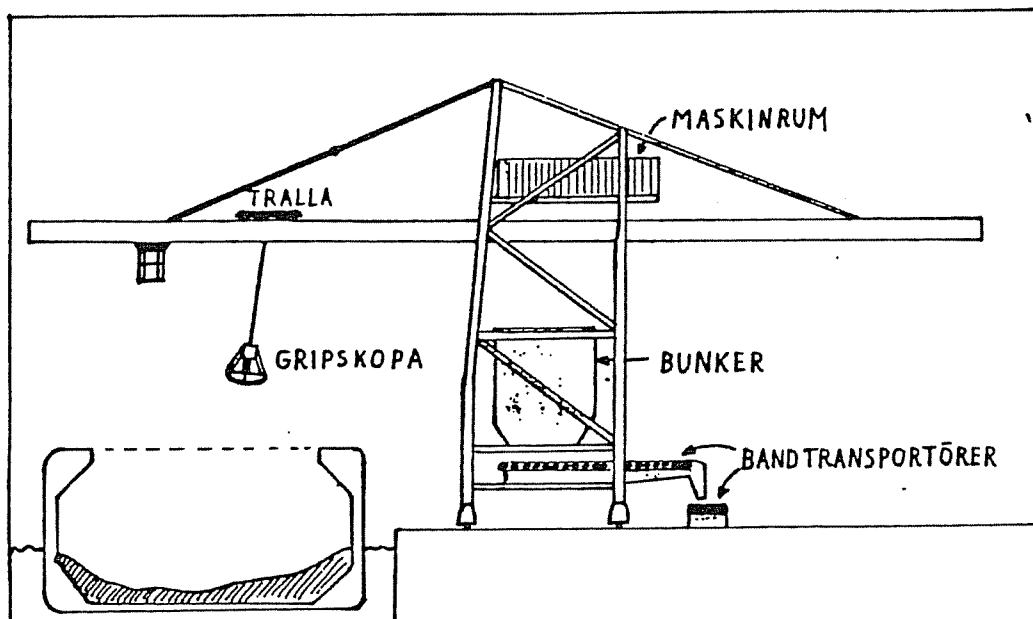 MASKINRUM
TRALLA
GRIPSKOPA
BUNKER
BANDTRANSPORTÖRER